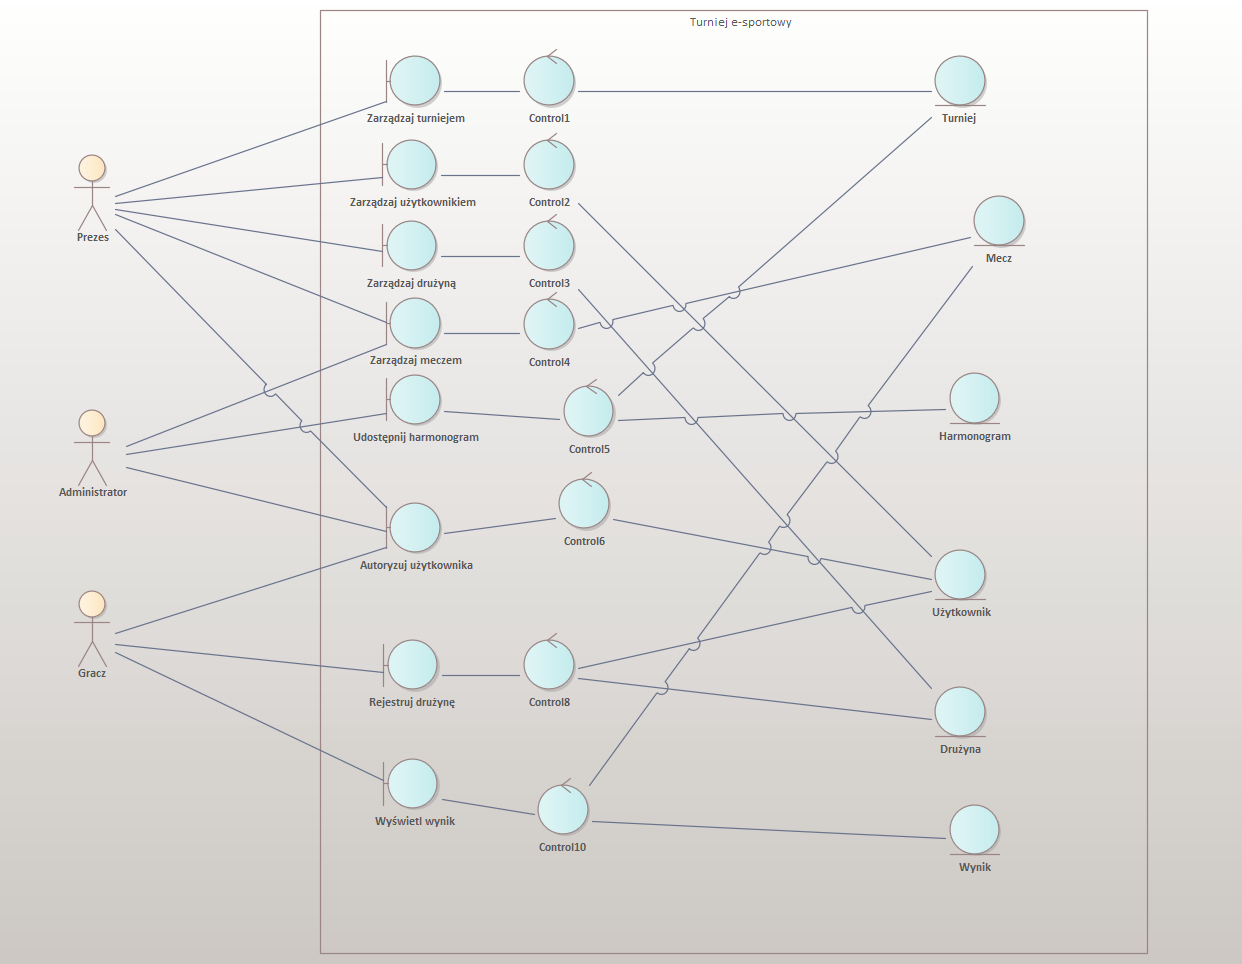 Turniej e-sportowy
Zarządzaj turniejem
Control1
Turniej
Zarządzaj użytkownikiem
Control2
Prezes
Mecz
Zarządzaj drużyną
Control3
Zarządzaj meczem
Control4
Udostępnij harmonogram
Control5
Harmonogram
Administrator
Control6
Autoryzuj użytkownika
Użytkownik
Gracz
Rejestruj drużynę
Control8
Drużyna
Wyświetl wynik
Control10
Wynik